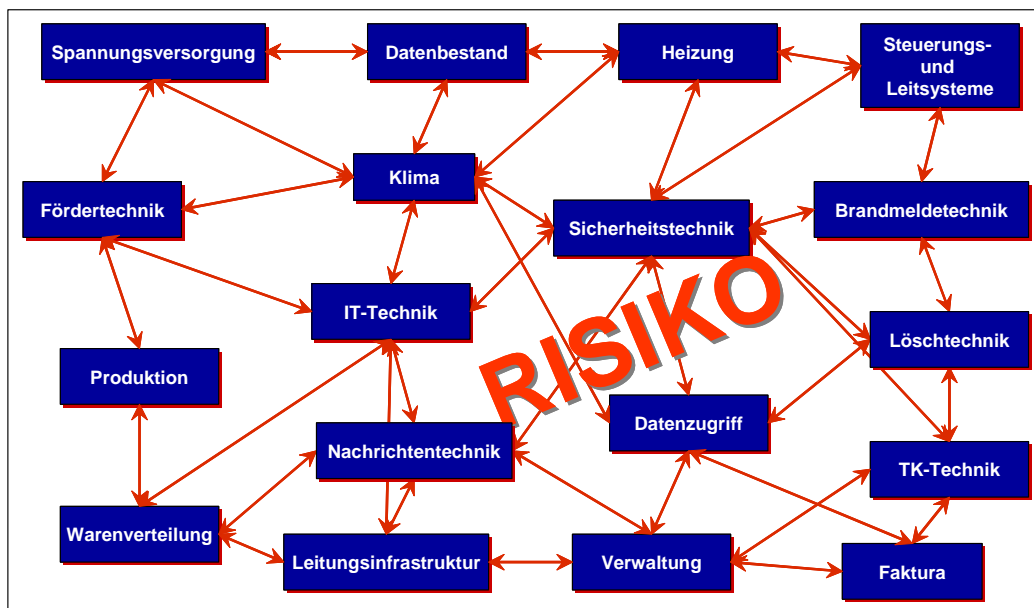 Spannungsversorgung
Datenbestand
Heizung
Steuerungs-
und
Leitsysteme
Klima
Fördertechnik
Sicherheitstechnik
Brandmeldetechnik
IT-Technik
RISIKO
Löschtechnik
Produktion
Datenzugriff
Nachrichtentechnik
TK-Technik
Warenverteilung
Leitungsinfrastruktur
Verwaltung
Faktura